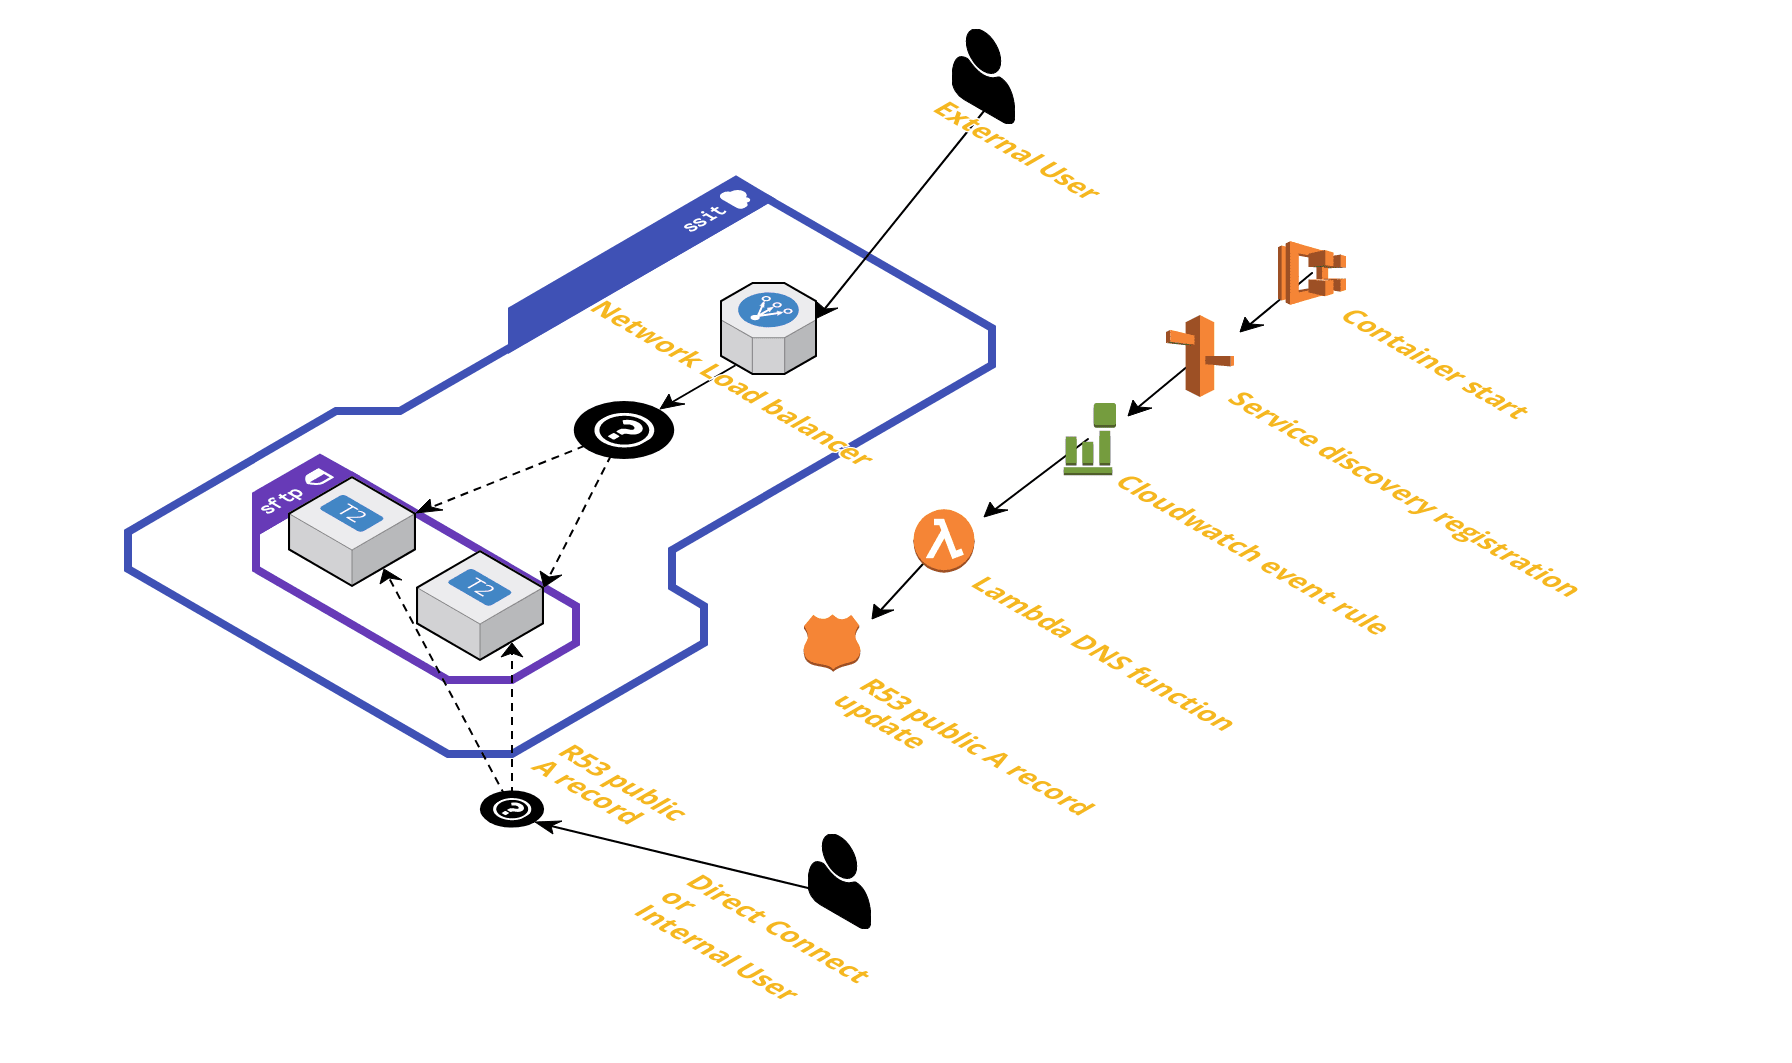 External User
ssit
Network Load balancer
Container start
Service discovery registration
Cloudwatch event rule
Lambda DNS function
R53 public A record
update
sftp
T2
T2
?
?
R53 public
A record
Direct Connect
or
Internal User